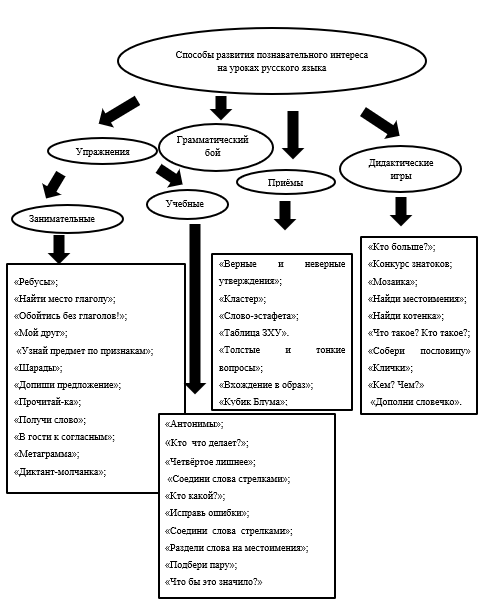 Способы развития познавательного интереса
на уроках русского языка
Упражнения
Грамматический
бой
Приёмы
Дидактические
игры
Занимательные
Учебные
«Ребусы»;
«Найти место глаголу»;
«Обойтись без глаголов!»;
«Мой друг»;
«Узнай предмет по признакам»;
«Шарады»;
«Допиши предложение»;
«Прочитай-ка»;
«Получи слово»;
«В гости к согласным»;
«Метаграмма»;
«Диктант-молчанка»;
«Антонимы»;
«Кто что делает?»;
«Четвёртое лишнее»;
«Соедини слова стрелками»;
«Кто какой?»;
«Исправь ошибки»;
«Соедини слова стрелками»;
«Раздели слова на местоимения»;
«Подбери пару»;
«Что бы это значило?»
«Верные и неверные
утверждения»;
«Кластер»;
«Слово-эстафета»;
«Таблица ЗХУ».
«Толстые и тонкие
вопросы»;
«Вхождение в образ»;
«Кубик Блума»;
«Кто больше?»;
«Конкурс знатоков;
«Мозаика»;
«Найди местоимения»;
«Найди котенка»;
«Что такое? Кто такое?;
«Собери пословицу»
«Клички»;
«Кем? Чем?»
«Дополни словечко».